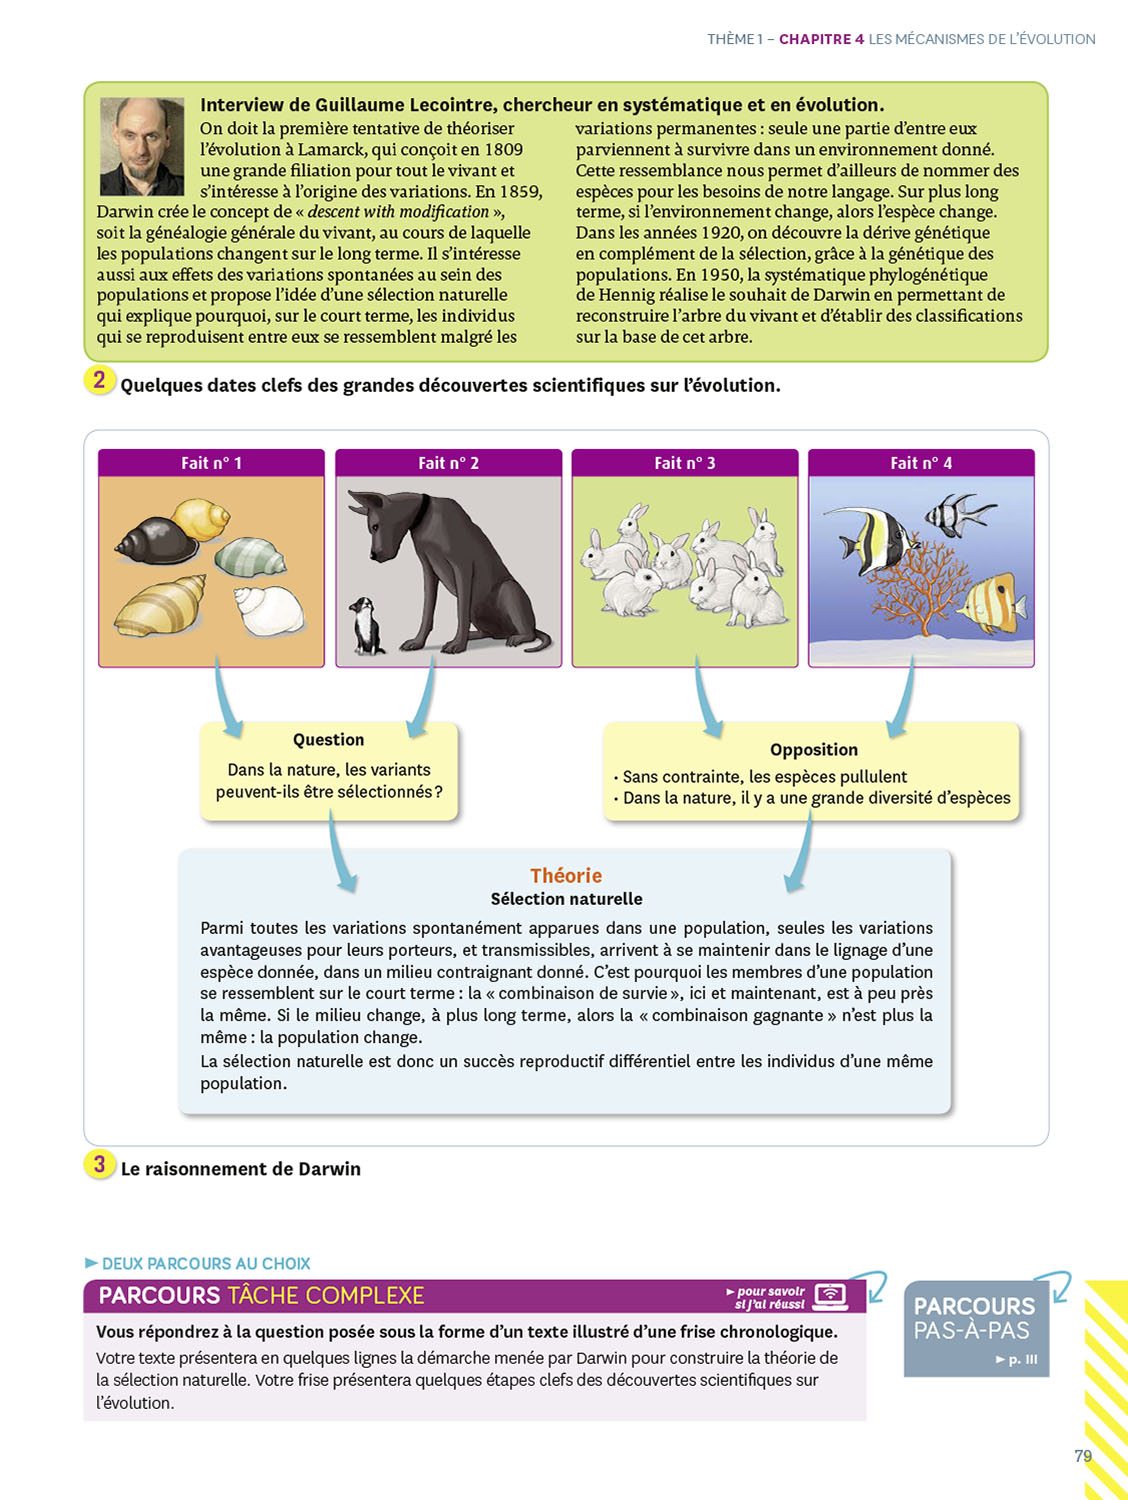 THÈME 1 – CHAPITRE 4 LES MÉCANISMES DE L'ÉVOLUTION
Interview de Guillaume Lecointre, chercheur en systématique et en évolution.
On doit la première tentative de théoriser
l'évolution à Lamarck, qui conçoit en 1809
une grande filiation pour tout le vivant et
s'intéresse à l'origine des variations. En 1859,
Darwin crée le concept de « descent with modification »,
soit la généalogie générale du vivant, au cours de laquelle
les populations changent sur le long terme. Il s'intéresse
aussi aux effets des variations spontanées au sein des
populations et propose l'idée d'une sélection naturelle
qui explique pourquoi, sur le court terme, les individus
qui se reproduisent entre eux se ressemblent malgré les
variations permanentes : seule une partie d'entre eux
parviennent à survivre dans un environnement donné.
Cette ressemblance nous permet d'ailleurs de nommer des
espèces pour les besoins de notre langage. Sur plus long
terme, si l'environnement change, alors l'espèce change.
Dans les années 1920, on découvre la dérive génétique
en complément de la sélection, grâce à la génétique des
populations. En 1950, la systématique phylogénétique
de Hennig réalise le souhait de Darwin en permettant de
reconstruire l'arbre du vivant et d'établir des classifications
sur la base de cet arbre.
2 Quelques dates clefs des grandes découvertes scientifiques sur l'évolution.
Fait n° 1
Fait n° 2
Fait n° 3
Fait n° 4
Question
Dans la nature, les variants
peuvent-ils être sélectionnés ?
Opposition
• Sans contrainte, les espèces pullulent
• Dans la nature, il y a une grande diversité d'espèces
Théorie
Sélection naturelle
Parmi toutes les variations spontanément apparues dans une population, seules les variations
avantageuses pour leurs porteurs, et transmissibles, arrivent à se maintenir dans le lignage d'une
espèce donnée, dans un milieu contraignant donné. C'est pourquoi les membres d'une population
se ressemblent sur le court terme : la « combinaison de survie », ici et maintenant, est à peu près
la même. Si le milieu change, à plus long terme, alors la « combinaison gagnante » n'est plus la
même : la population change.
La sélection naturelle est donc un succès reproductif différentiel entre les individus d'une même
population.
3 Le raisonnement de Darwin
► DEUX PARCOURS AU CHOIX
PARCOURS TÂCHE COMPLEXE
► pour savoir
si j'ai réussi
Vous répondrez à la question posée sous la forme d'un texte illustré d'une frise chronologique.
Votre texte présentera en quelques lignes la démarche menée par Darwin pour construire la théorie de
la sélection naturelle. Votre frise présentera quelques étapes clefs des découvertes scientifiques sur
l'évolution.
PARCOURS
PAS-À-PAS
► p. III
79